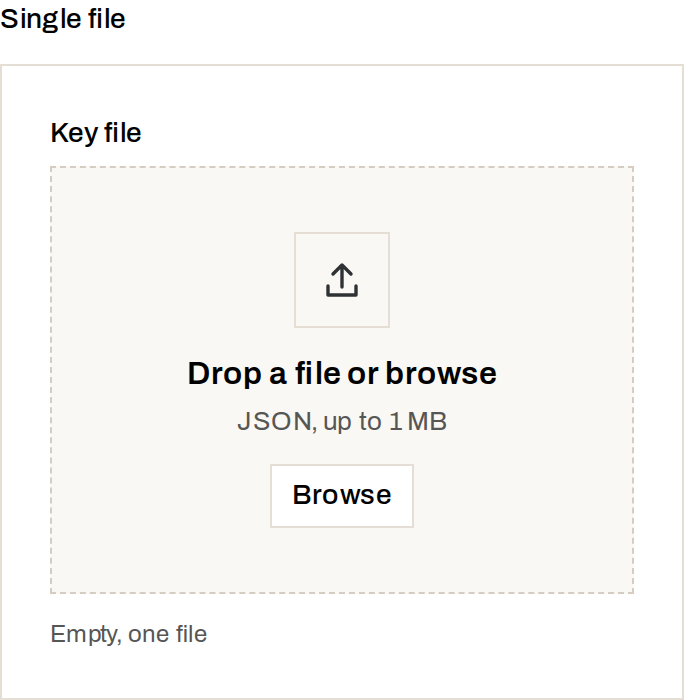 Single file
Key file
Drop a file or browse
JSON, up to 1 MB
Browse
Empty, one file